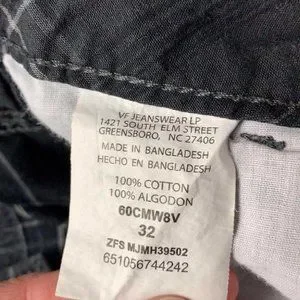 VF JEANSWEAR LP
1421 SOUTH ELM STREET
GREENSBORO, NC 27406
MADE IN BANGLADESH
HECHO EN BANGLADESH
100% COTTON
100% ALGODON
60CMW8V
32
ZFS MJMH39502
651056744242